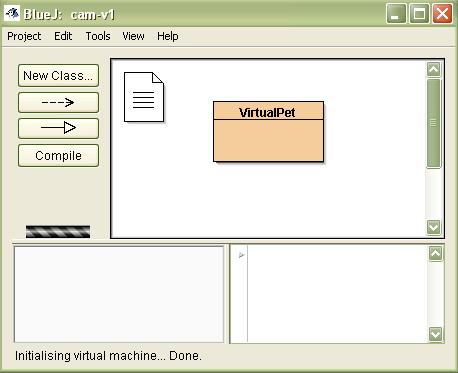 BlueJ: cam-v1
Project Edit Tools View Help
New Class...
VirtualPet
Compile
Initialising virtual machine... Done.